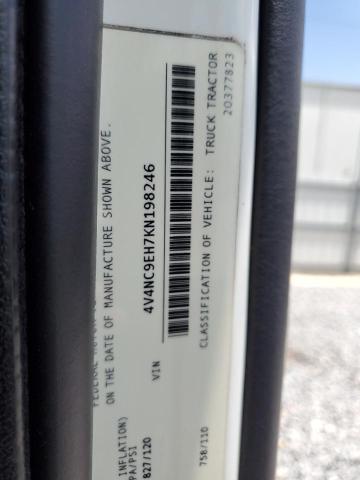 ON THE DATE OF MANUFACTURE SHOWN ABOVE.
INFLATION)
PA/PSI
827/120
VIN 4V4NC9EH7KN198246
758/110
CLASSIFICATION OF VEHICLE: TRUCK TRACTOR
20377823